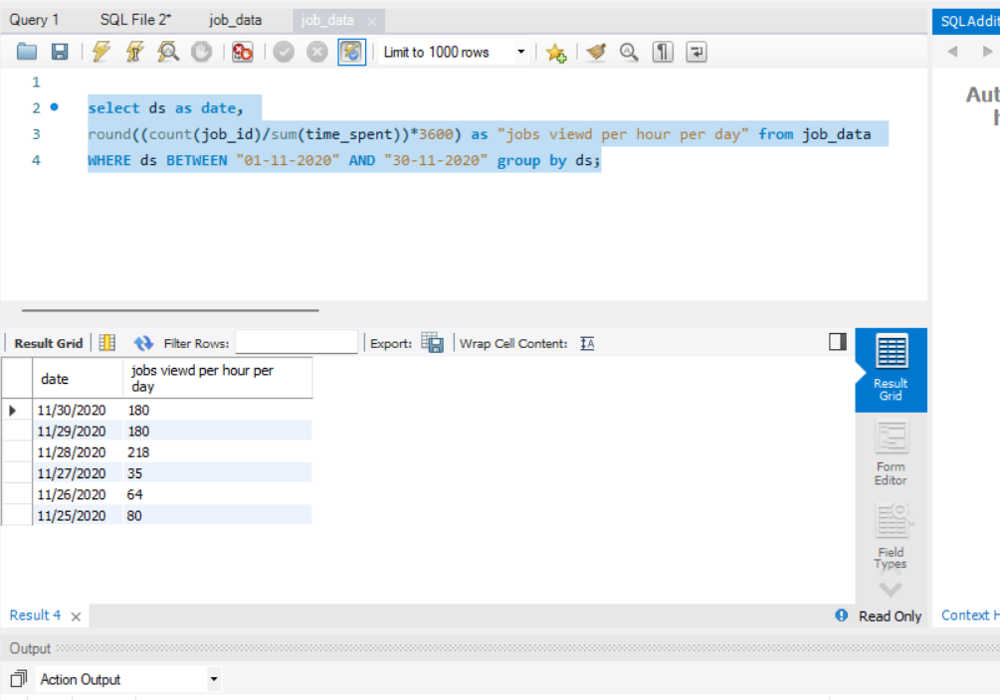 Query 1 SQL File 2* job_data job_data
SQLAddit
Limit to 1000 rows
1
2 select ds as date,
3 round((count(job_id)/sum(time_spent))*3600) as "jobs viewd per hour per day" from job_data
4 WHERE ds BETWEEN "01-11-2020" AND "30-11-2020" group by ds;
Aut
h
Result Grid Filter Rows: Export: Wrap Cell Content:
date jobs viewd per hour per
day
11/30/2020 180
11/29/2020 180
11/28/2020 218
11/27/2020 35
11/26/2020 64
11/25/2020 80
Result
Grid
Form
Editor
Field
Types
Result 4 Read Only Context H
Output
Action Output